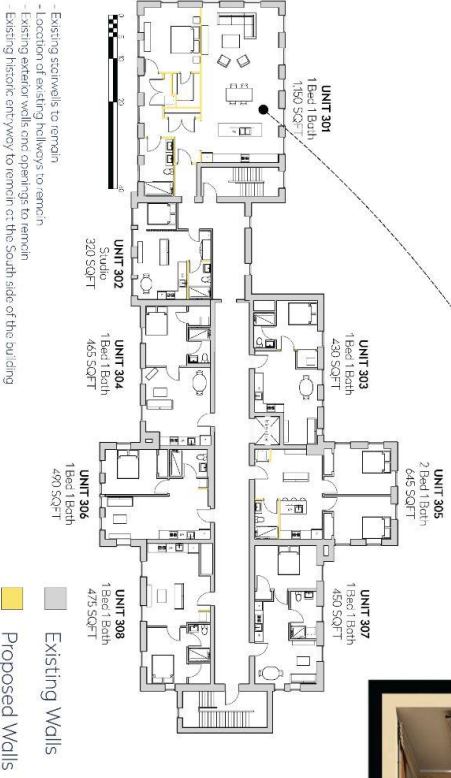 UNIT 301
1 Bed 1 Bath
1,150 SQFT
UNIT 302
Studio
320 SQFT
UNIT 303
1 Bed 1 Bath
430 SQFT
UNIT 304
1 Bed 1 Bath
465 SQFT
UNIT 305
2 Bed 1 Bath
645 SQFT
UNIT 306
1 Bed 1 Bath
490 SQFT
UNIT 307
1 Bed 1 Bath
450 SQFT
UNIT 308
1 Bed 1 Bath
475 SQFT
- Existing stairwells to remain
- Location of existing hallways to remain
- Existing exterior walls and openings to remain
- Existing historic entryway to remain at the South side of the building
Existing Walls
Proposed Walls